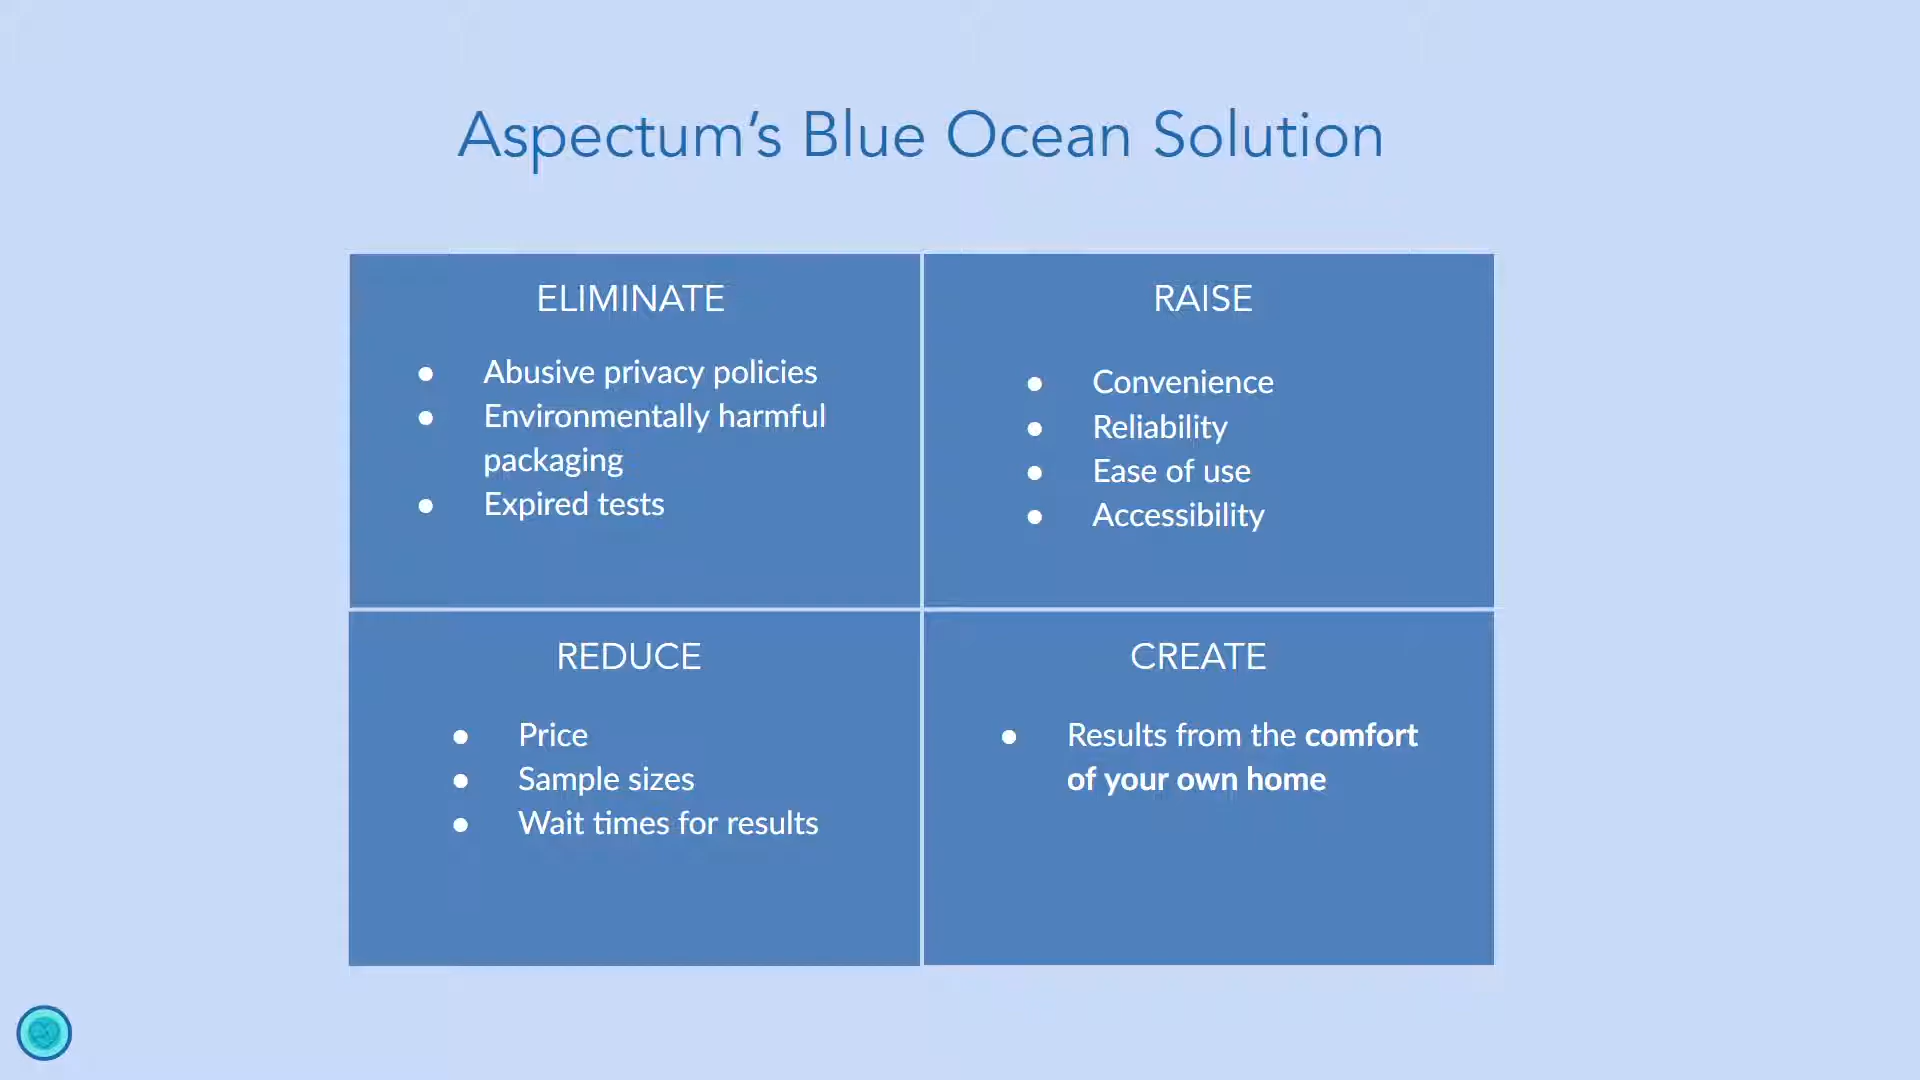 Aspectum’s Blue Ocean Solution
ELIMINATE
● Abusive privacy policies
● Environmentally harmful
packaging
● Expired tests
RAISE
● Convenience
● Reliability
● Ease of use
● Accessibility
REDUCE
● Price
● Sample sizes
● Wait times for results
CREATE
● Results from the comfort
of your own home